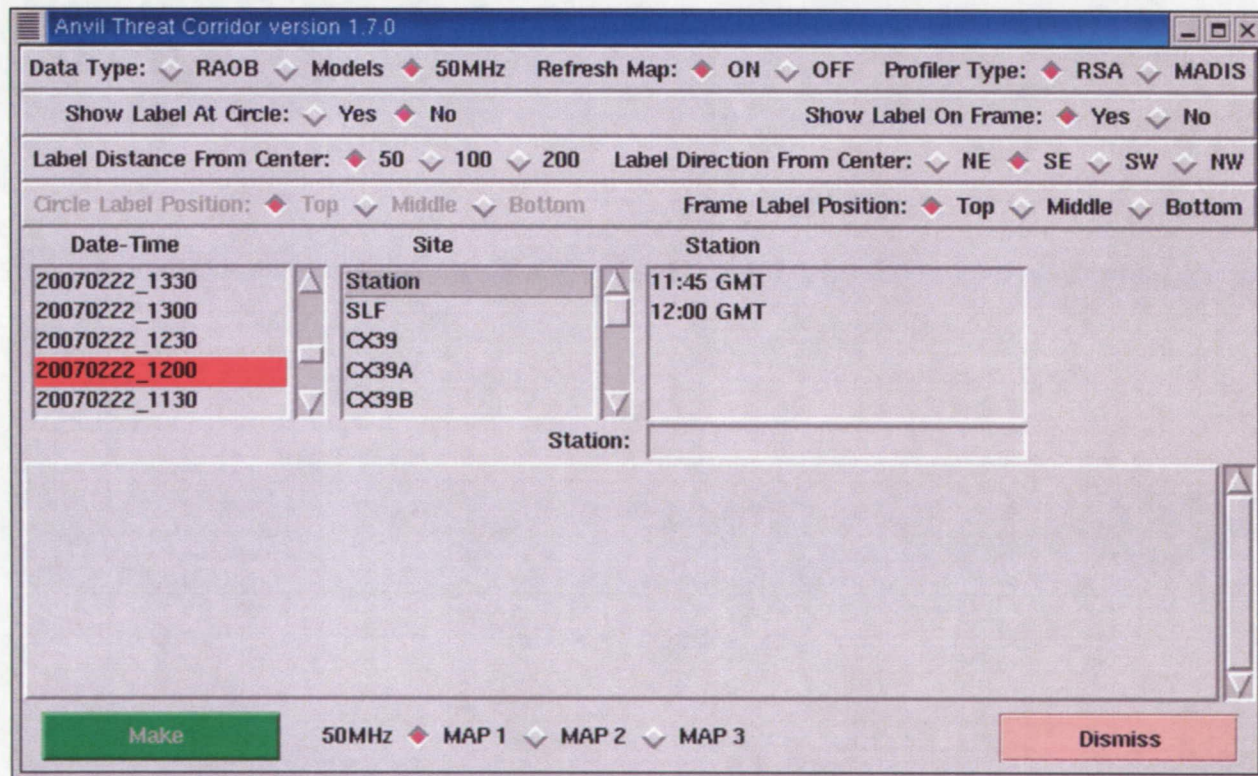 Anvil Threat Corridor version 1.7.0
Data Type: RAOB Models 50MHz Refresh Map: ON OFF Profiler Type: RSA MADIS
Show Label At Circle: Yes No Show Label On Frame: Yes No
Label Distance From Center: 50 100 200 Label Direction From Center: NE SE SW NW
Circle Label Position: Top Middle Bottom Frame Label Position: Top Middle Bottom
Date-Time Site Station
20070222_1330 Station 11:45 GMT
20070222_1300 SLF 12:00 GMT
20070222_1230 CX39
20070222_1200 CX39A
20070222_1130 CX39B
Station:
Make 50MHz MAP 1 MAP 2 MAP 3 Dismiss